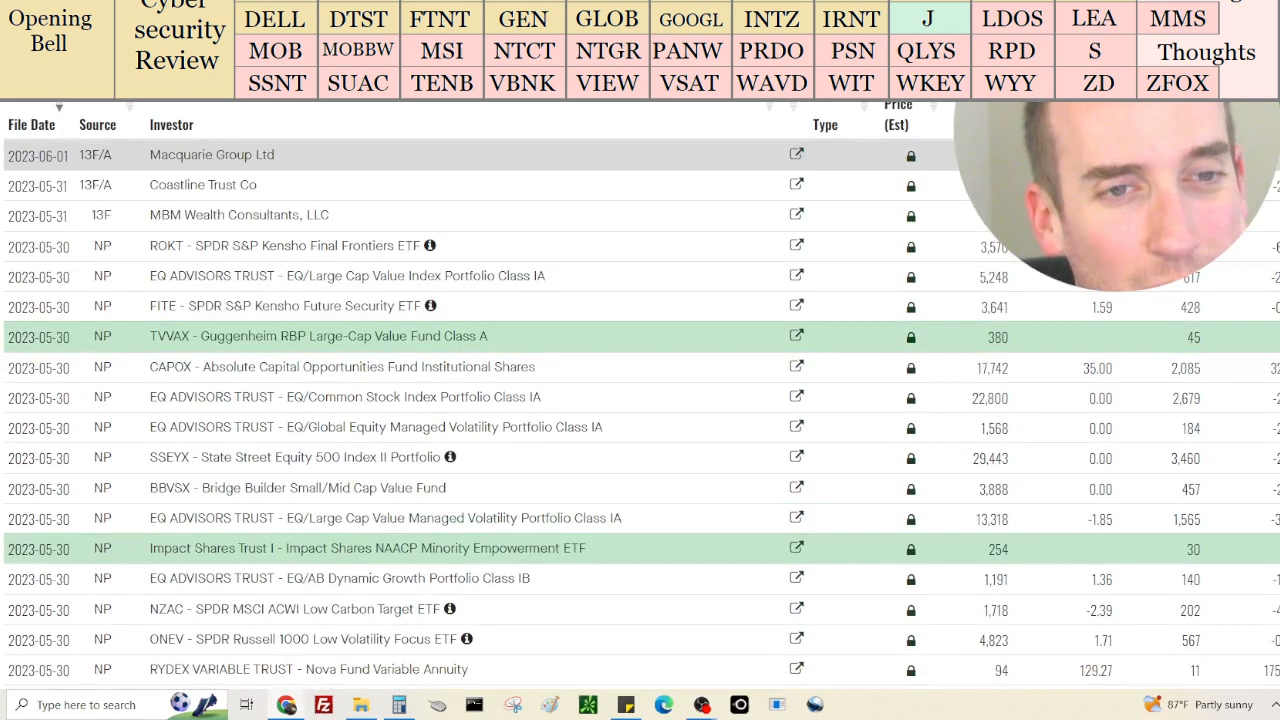 Opening
Bell
Cyber
security
Review
DELL DTST FTNT GEN GLOB GOOGL INTZ IRNT J LDOS LEA MMS
MOB MOBBW MSI NTCT NTGR PANW PRDO PSN QLYS RPD S Thoughts
SSNT SUAC TENB VBNK VIEW VSAT WAVD WIT WKEY WYY ZD ZFOX
File Date Source Investor Type Price (Est)
2023-06-01 13F/A Macquarie Group Ltd
2023-05-31 13F/A Coastline Trust Co
2023-05-31 13F MBM Wealth Consultants, LLC
2023-05-30 NP ROKT - SPDR S&P Kensho Final Frontiers ETF 3,570
2023-05-30 NP EQ ADVISORS TRUST - EQ/Large Cap Value Index Portfolio Class IA 5,248 617
2023-05-30 NP FITE - SPDR S&P Kensho Future Security ETF 3,641 1.59 428
2023-05-30 NP TVVAX - Guggenheim RBP Large-Cap Value Fund Class A 380 45
2023-05-30 NP CAPOX - Absolute Capital Opportunities Fund Institutional Shares 17,742 35.00 2,085 32
2023-05-30 NP EQ ADVISORS TRUST - EQ/Common Stock Index Portfolio Class IA 22,800 0.00 2,679 -2
2023-05-30 NP EQ ADVISORS TRUST - EQ/Global Equity Managed Volatility Portfolio Class IA 1,568 0.00 184 -2
2023-05-30 NP SSEYX - State Street Equity 500 Index II Portfolio 29,443 0.00 3,460 -2
2023-05-30 NP BBVSX - Bridge Builder Small/Mid Cap Value Fund 3,888 0.00 457 -2
2023-05-30 NP EQ ADVISORS TRUST - EQ/Large Cap Value Managed Volatility Portfolio Class IA 13,318 -1.85 1,565 -3
2023-05-30 NP Impact Shares Trust I - Impact Shares NAACP Minority Empowerment ETF 254 30
2023-05-30 NP EQ ADVISORS TRUST - EQ/AB Dynamic Growth Portfolio Class IB 1,191 1.36 140 -1
2023-05-30 NP NZAC - SPDR MSCI ACWI Low Carbon Target ETF 1,718 -2.39 202 -4
2023-05-30 NP ONEV - SPDR Russell 1000 Low Volatility Focus ETF 4,823 1.71 567 -0
2023-05-30 NP RYDEX VARIABLE TRUST - Nova Fund Variable Annuity 94 129.27 11 175
Type here to search 87°F Partly sunny